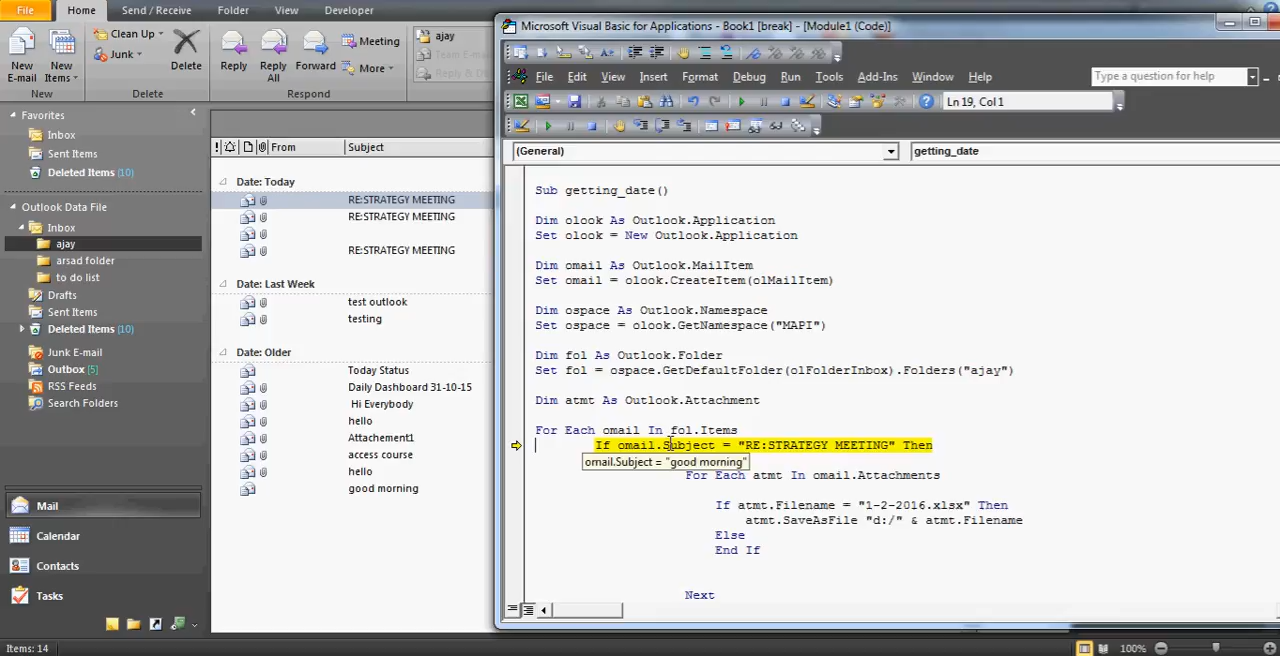 File
Home
Send / Receive
Folder
View
Developer
New
E-mail
New
Items
New
Clean Up
Junk
Delete
Delete
Reply
Reply
All
Forward
Meeting
More
Respond
ajay
Favorites
Inbox
Sent Items
Deleted Items (10)
Outlook Data File
Inbox
ajay
arsad folder
to do list
Drafts
Sent Items
Deleted Items (10)
Junk E-mail
Outbox [5]
RSS Feeds
Search Folders
Mail
Calendar
Contacts
Tasks
Items: 14
From
Subject
Date: Today
RE:STRATEGY MEETING
RE:STRATEGY MEETING
RE:STRATEGY MEETING
Date: Last Week
test outlook
testing
Date: Older
Today Status
Daily Dashboard 31-10-15
Hi Everybody
hello
Attachement1
access course
hello
good morning
Microsoft Visual Basic for Applications - Book1 [break] - [Module1 (Code)]
File Edit View Insert Format Debug Run Tools Add-Ins Window Help
Type a question for help
Ln 19, Col 1
(General)
getting_date
Sub getting_date()
Dim olook As Outlook.Application
Set olook = New Outlook.Application
Dim omail As Outlook.MailItem
Set omail = olook.CreateItem(olMailItem)
Dim ospace As Outlook.Namespace
Set ospace = olook.GetNamespace("MAPI")
Dim fol As Outlook.Folder
Set fol = ospace.GetDefaultFolder(olFolderInbox).Folders("ajay")
Dim atmt As Outlook.Attachment
For Each omail In fol.Items
If omail.Subject = "RE:STRATEGY MEETING" Then
omail.Subject = "good morning"
For Each atmt In omail.Attachments
If atmt.Filename = "1-2-2016.xlsx" Then
atmt.SaveAsFile "d:/" & atmt.Filename
Else
End If
Next
100%